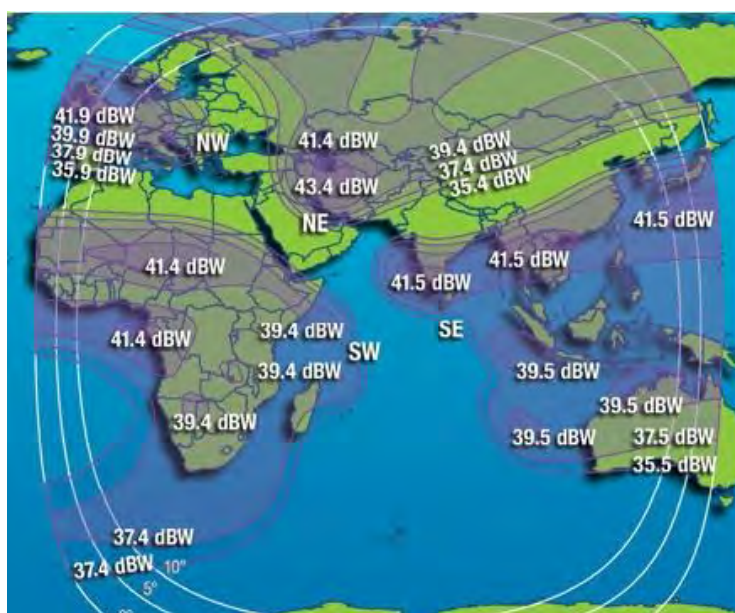 41.9 dBW
39.9 dBW
37.9 dBW
35.9 dBW
NW
41.4 dBW
43.4 dBW
NE
39.4 dBW
37.4 dBW
35.4 dBW
41.5 dBW
41.5 dBW
41.5 dBW
41.4 dBW
41.4 dBW
39.4 dBW
39.4 dBW
39.4 dBW
SW
SE
39.5 dBW
39.5 dBW
39.5 dBW
37.5 dBW
35.5 dBW
37.4 dBW
37.4 dBW
10°
5°